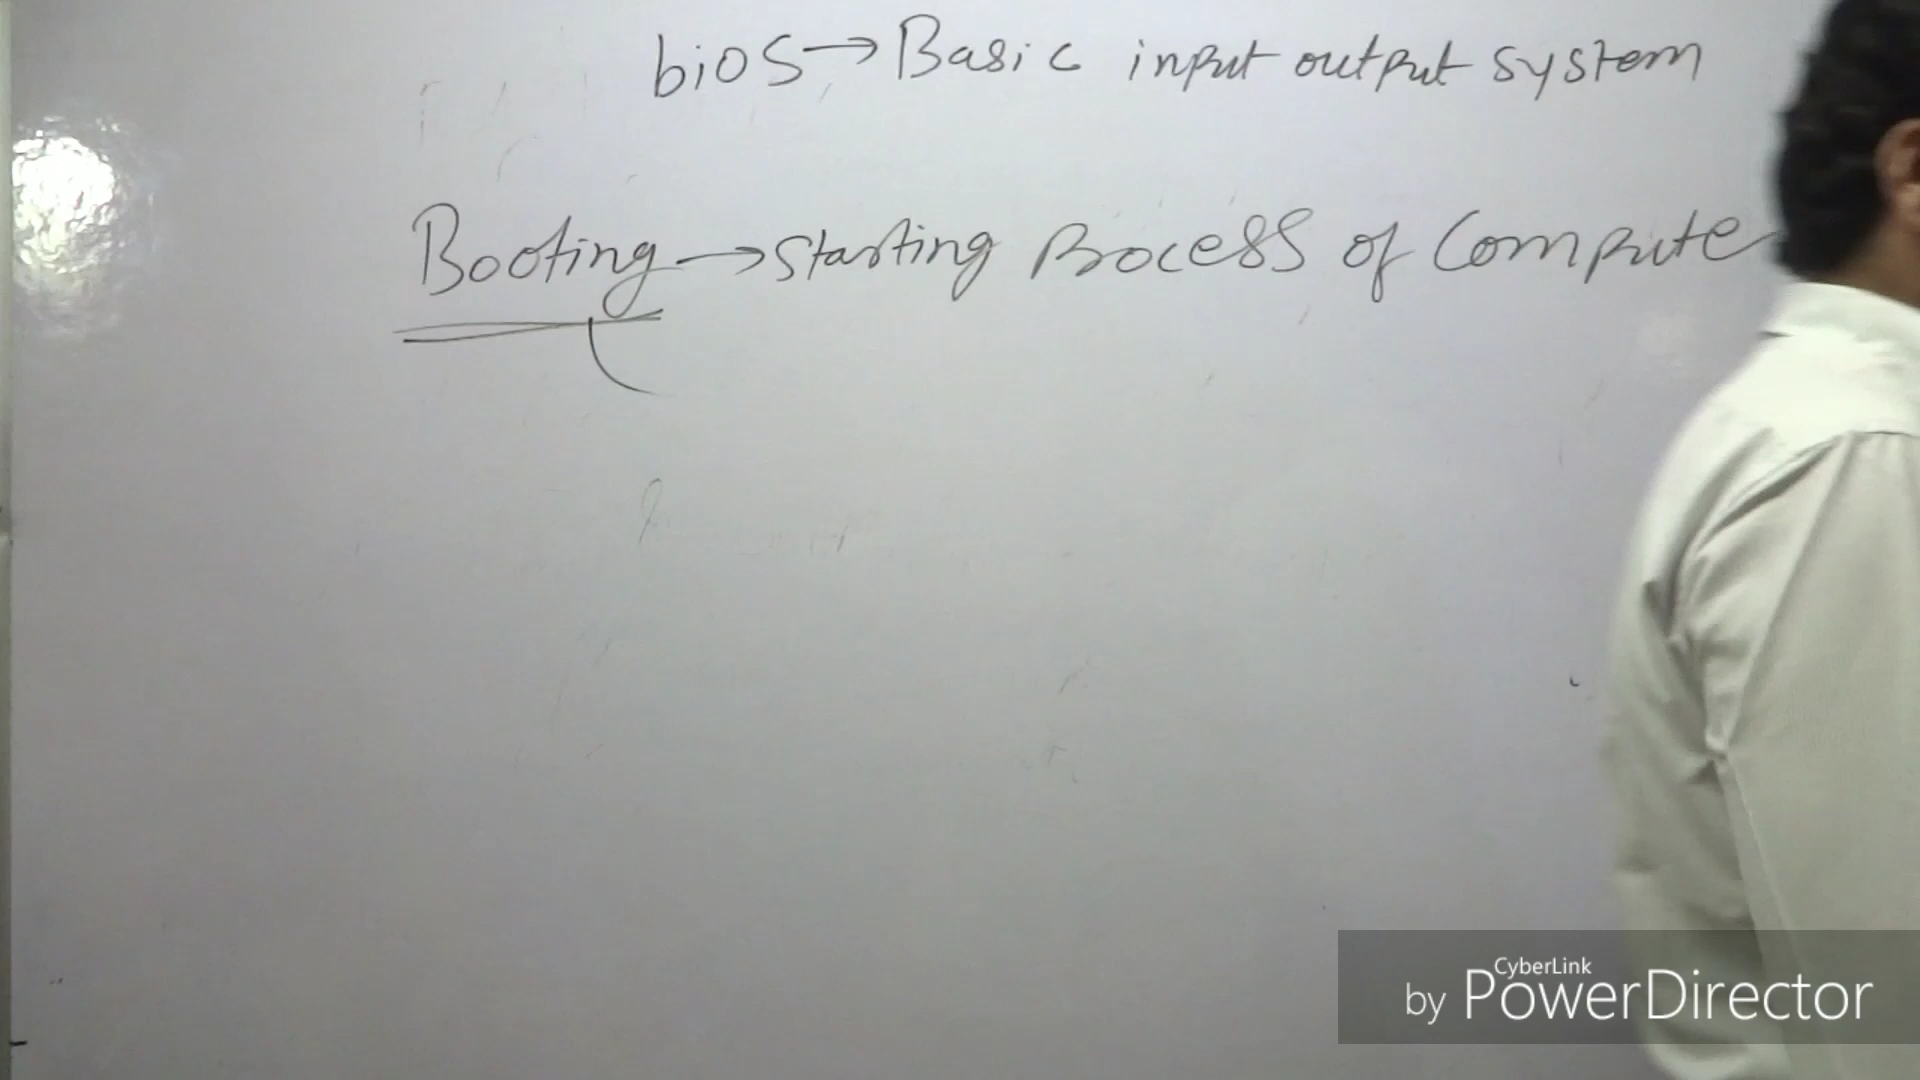 bios → Basic input output system
Booting → Starting Process of Compute
CyberLink
by PowerDirector